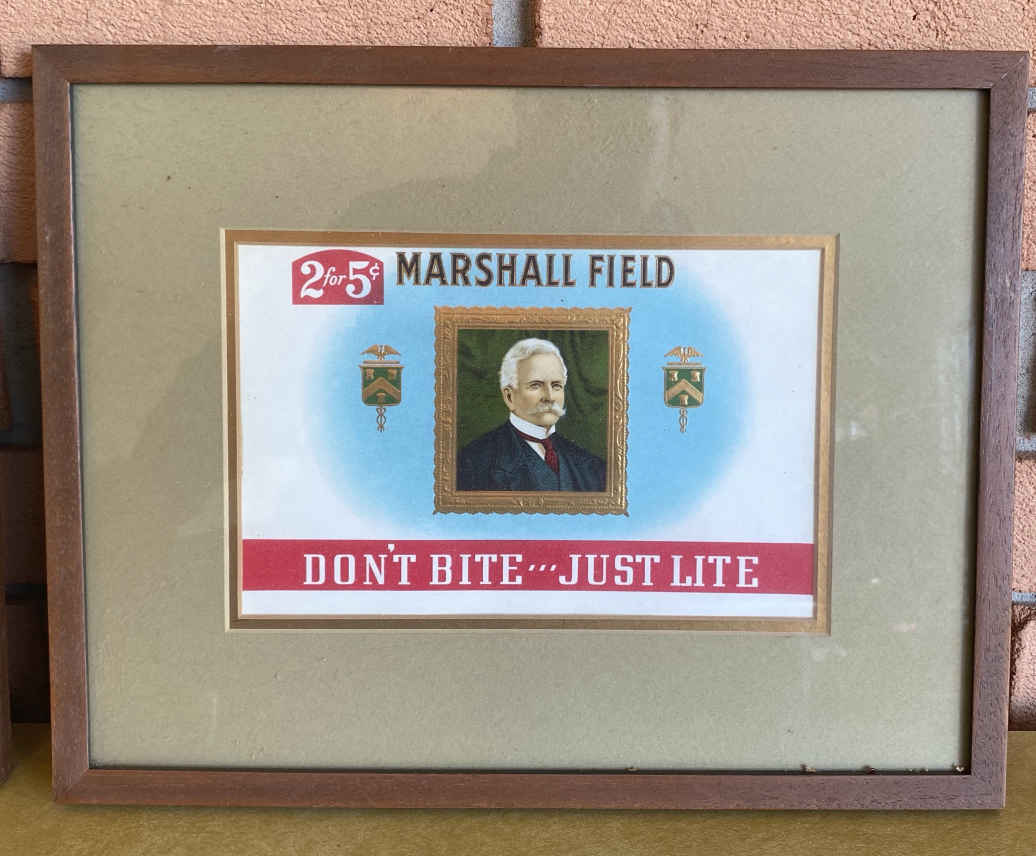 2 for 5¢
MARSHALL FIELD
DON'T BITE---JUST LITE